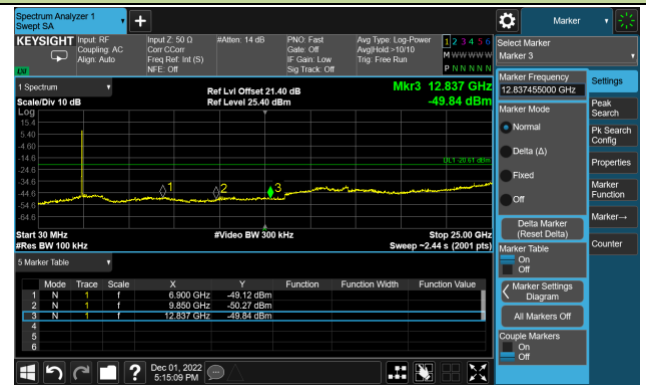 Spectrum Analyzer 1
Swept SA
Marker
KEYSIGHT Input: RF Input Z: 50 Ω #Atten: 14 dB PNO: Fast Avg Type: Log-Power 1 2 3 4 5 6
Coupling: AC Corr CCorr Gate: Off Avg|Hold >10/10 M W W W W W
Align: Auto Freq Ref: Int (S) IF Gain: Low Trig: Free Run P N N N N N
NFE: Off Sig Track: Off
LXI
Select Marker
Marker 3
1 Spectrum
Ref Lvl Offset 21.40 dB Mkr3 12.837 GHz
Scale/Div 10 dB Ref Level 25.40 dBm -49.84 dBm
Log
15.4
5.40
-4.60
-14.6
DL1 -20.61 dBm
-24.6
-34.6
-44.6
-54.6
-64.6
1 2 3
Start 30 MHz #Video BW 300 kHz Stop 25.00 GHz
#Res BW 100 kHz Sweep ~2.44 s (2001 pts)
5 Marker Table
Mode Trace Scale X Y Function Function Width Function Value
1 N 1 f 6.900 GHz -49.12 dBm
2 N 1 f 9.850 GHz -50.27 dBm
3 N 1 f 12.837 GHz -49.84 dBm
4
5
6
Marker Frequency
12.837455000 GHz
Marker Mode
Normal
Delta (Δ)
Fixed
Off
Delta Marker
(Reset Delta)
Marker Table
On
Off
Marker Settings
Diagram
All Markers Off
Couple Markers
On
Off
Settings
Peak
Search
Pk Search
Config
Properties
Marker
Function
Marker→
Counter
Dec 01, 2022
5:15:09 PM